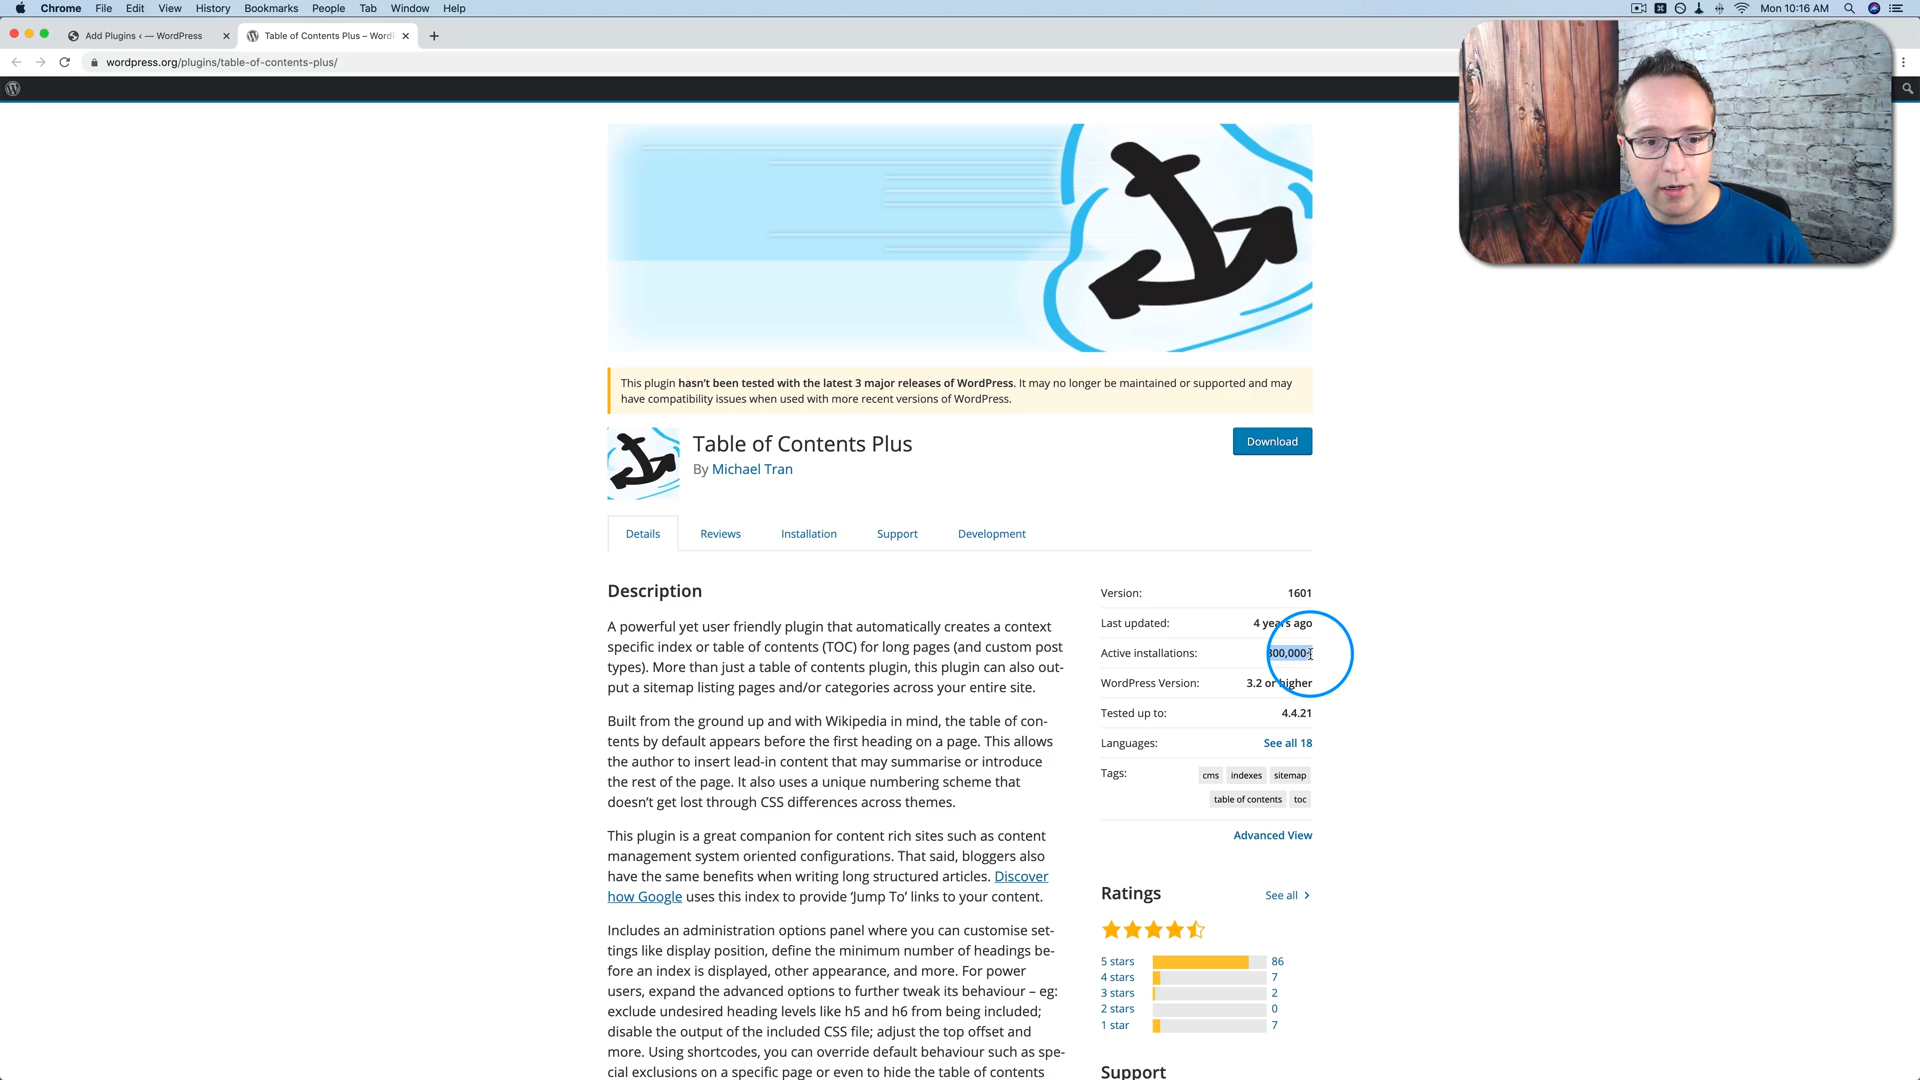 Chrome File Edit View History Bookmarks People Tab Window Help
Mon 10:16 AM
Add Plugins ‹ — WordPress
Table of Contents Plus – Word
wordpress.org/plugins/table-of-contents-plus/
This plugin hasn't been tested with the latest 3 major releases of WordPress. It may no longer be maintained or supported and may
have compatibility issues when used with more recent versions of WordPress.
Table of Contents Plus
By Michael Tran
Download
Details Reviews Installation Support Development
Description
A powerful yet user friendly plugin that automatically creates a context
specific index or table of contents (TOC) for long pages (and custom post
types). More than just a table of contents plugin, this plugin can also out-
put a sitemap listing pages and/or categories across your entire site.
Built from the ground up and with Wikipedia in mind, the table of con-
tents by default appears before the first heading on a page. This allows
the author to insert lead-in content that may summarise or introduce
the rest of the page. It also uses a unique numbering scheme that
doesn't get lost through CSS differences across themes.
This plugin is a great companion for content rich sites such as content
management system oriented configurations. That said, bloggers also
have the same benefits when writing long structured articles. Discover
how Google uses this index to provide 'Jump To' links to your content.
Includes an administration options panel where you can customise set-
tings like display position, define the minimum number of headings be-
fore an index is displayed, other appearance, and more. For power
users, expand the advanced options to further tweak its behaviour – eg:
exclude undesired heading levels like h5 and h6 from being included;
disable the output of the included CSS file; adjust the top offset and
more. Using shortcodes, you can override default behaviour such as spe-
cial exclusions on a specific page or even to hide the table of contents
Version: 1601
Last updated: 4 years ago
Active installations: 300,000+
WordPress Version: 3.2 or higher
Tested up to: 4.4.21
Languages: See all 18
Tags: cms indexes sitemap
table of contents toc
Advanced View
Ratings
See all
5 stars 86
4 stars 7
3 stars 2
2 stars 0
1 star 7
Support